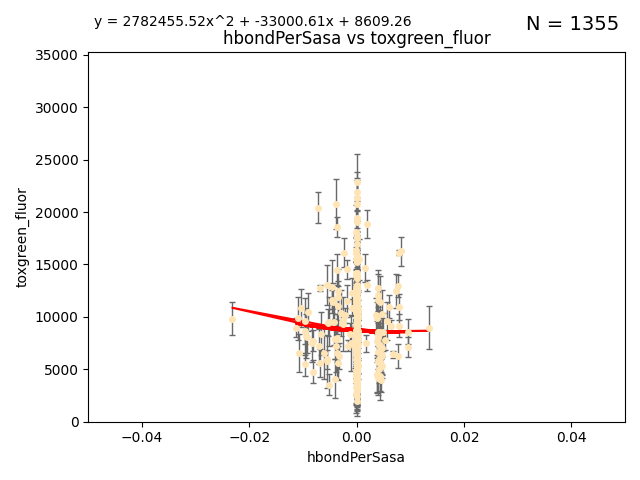 y = 2782455.52x^2 + -33000.61x + 8609.26
N = 1355
hbondPerSasa vs toxgreen_fluor
35000
30000
25000
20000
15000
10000
5000
0
toxgreen_fluor
−0.04
−0.02
0.00
0.02
0.04
hbondPerSasa